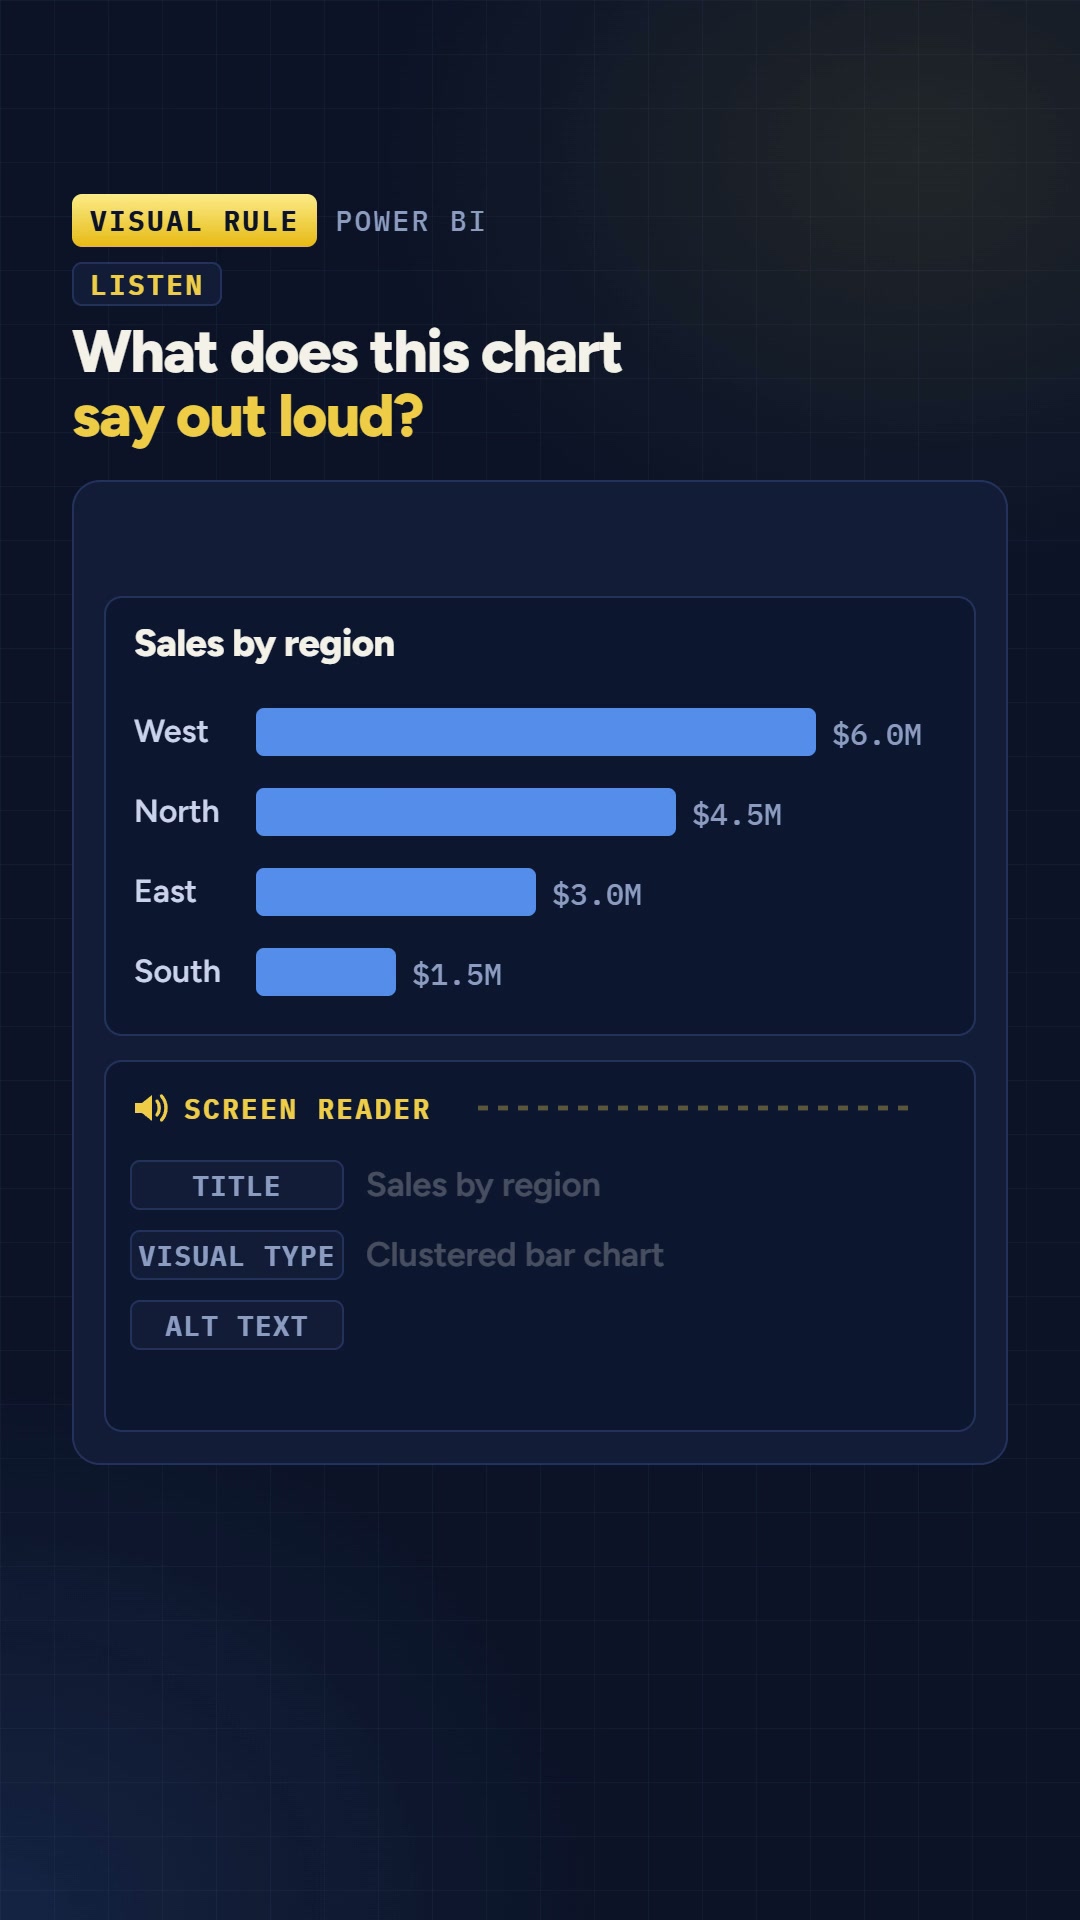 VISUAL RULE POWER BI
LISTEN
What does this chart
say out loud?
Sales by region
West $6.0M
North $4.5M
East $3.0M
South $1.5M
SCREEN READER
TITLE Sales by region
VISUAL TYPE Clustered bar chart
ALT TEXT